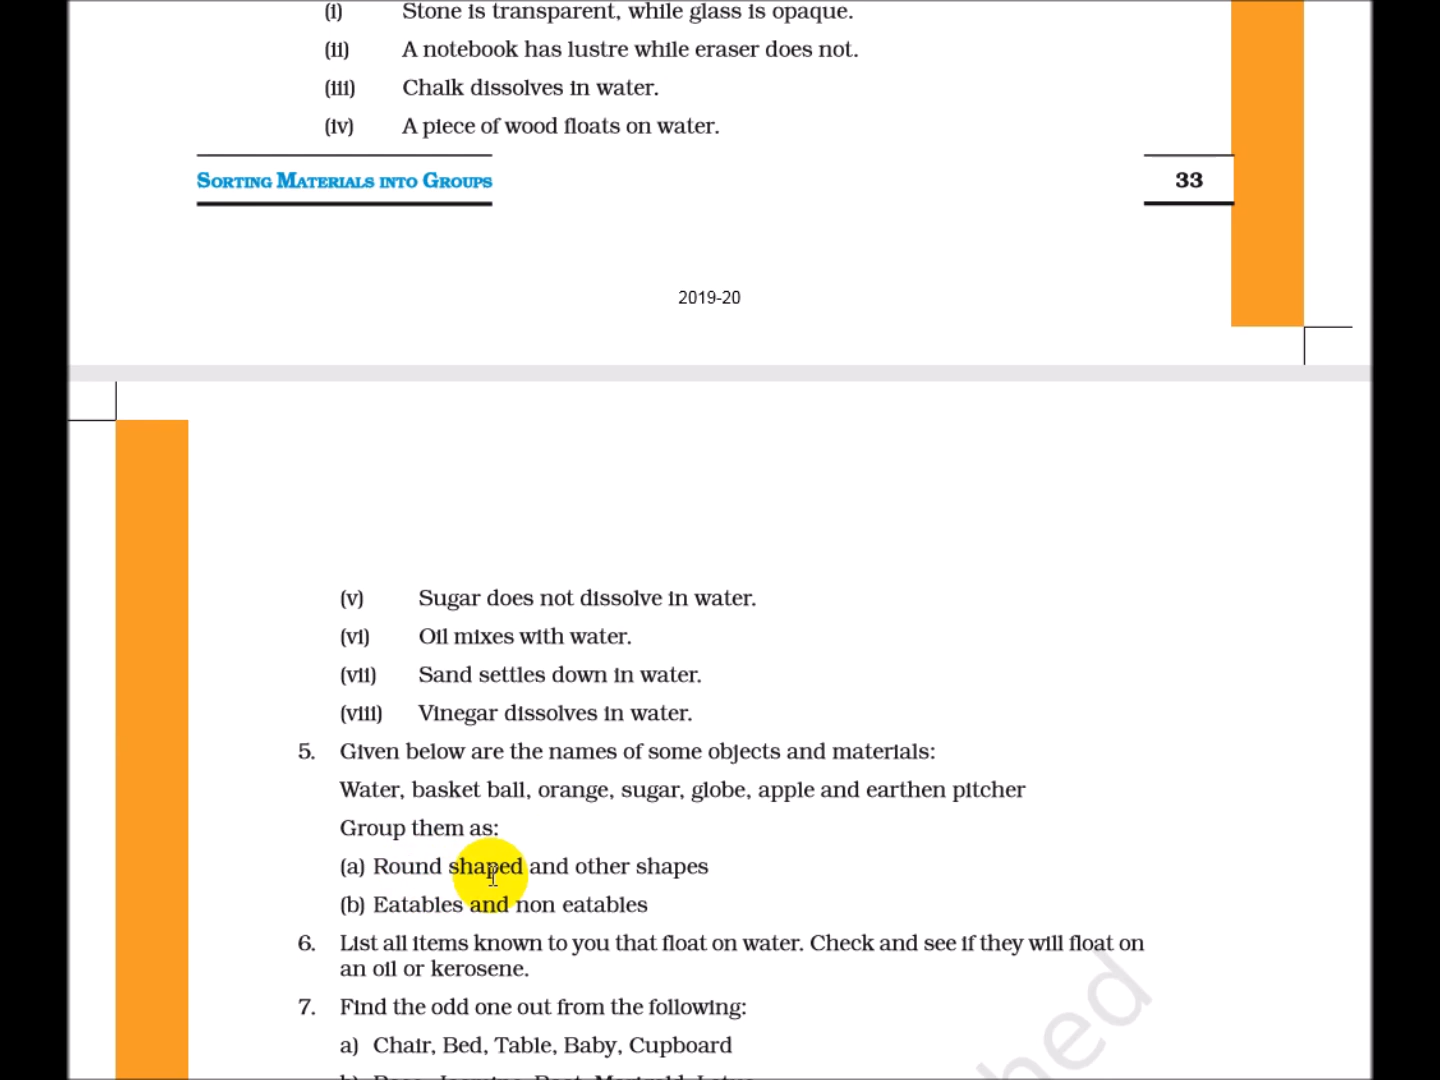 (i) Stone is transparent, while glass is opaque.
(ii) A notebook has lustre while eraser does not.
(iii) Chalk dissolves in water.
(iv) A piece of wood floats on water.
SORTING MATERIALS INTO GROUPS
33
2019-20
(v) Sugar does not dissolve in water.
(vi) Oil mixes with water.
(vii) Sand settles down in water.
(viii) Vinegar dissolves in water.
5. Given below are the names of some objects and materials:
Water, basket ball, orange, sugar, globe, apple and earthen pitcher
Group them as:
(a) Round shaped and other shapes
(b) Eatables and non eatables
6. List all items known to you that float on water. Check and see if they will float on
an oil or kerosene.
7. Find the odd one out from the following:
a) Chair, Bed, Table, Baby, Cupboard